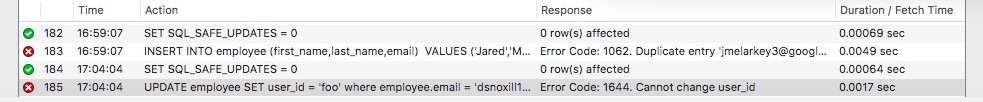 Time Action Response Duration / Fetch Time
182 16:59:07 SET SQL_SAFE_UPDATES = 0 0 row(s) affected 0.00069 sec
183 16:59:07 INSERT INTO employee (first_name,last_name,email)  VALUES ('Jared','M... Error Code: 1062. Duplicate entry 'jmelarkey3@googl... 0.0049 sec
184 17:04:04 SET SQL_SAFE_UPDATES = 0 0 row(s) affected 0.00064 sec
185 17:04:04 UPDATE employee SET user_id = 'foo' where employee.email = 'dsnoxill1... Error Code: 1644. Cannot change user_id 0.0017 sec